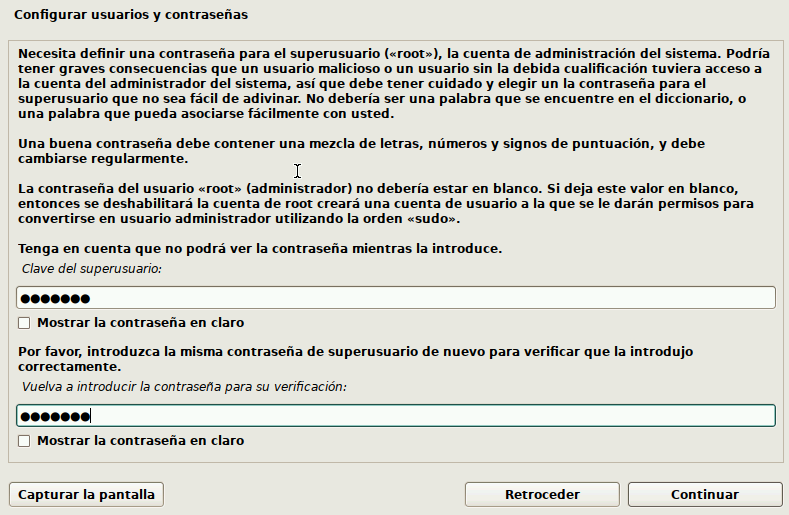 Configurar usuarios y contraseñas
Necesita definir una contraseña para el superusuario («root»), la cuenta de administración del sistema. Podría
tener graves consecuencias que un usuario malicioso o un usuario sin la debida cualificación tuviera acceso a
la cuenta del administrador del sistema, así que debe tener cuidado y elegir un la contraseña para el
superusuario que no sea fácil de adivinar. No debería ser una palabra que se encuentre en el diccionario, o
una palabra que pueda asociarse fácilmente con usted.
Una buena contraseña debe contener una mezcla de letras, números y signos de puntuación, y debe
cambiarse regularmente.
La contraseña del usuario «root» (administrador) no debería estar en blanco. Si deja este valor en blanco,
entonces se deshabilitará la cuenta de root creará una cuenta de usuario a la que se le darán permisos para
convertirse en usuario administrador utilizando la orden «sudo».
Tenga en cuenta que no podrá ver la contraseña mientras la introduce.
Clave del superusuario:
●●●●●●●
Mostrar la contraseña en claro
Por favor, introduzca la misma contraseña de superusuario de nuevo para verificar que la introdujo
correctamente.
Vuelva a introducir la contraseña para su verificación:
●●●●●●●
Mostrar la contraseña en claro
Capturar la pantalla
Retroceder
Continuar